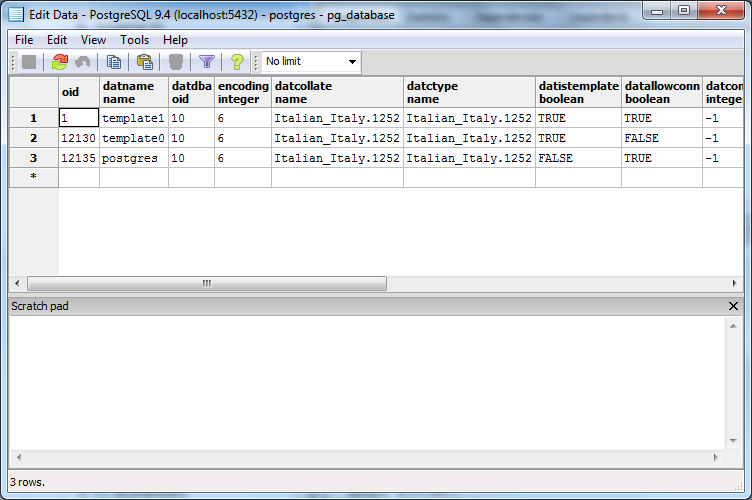 Edit Data - PostgreSQL 9.4 (localhost:5432) - postgres - pg_database
File Edit View Tools Help
No limit
oid datname name datdba oid encoding integer datcollate name datctype name datistemplate boolean datallowconn boolean datcon integer
1 1 template1 10 6 Italian_Italy.1252 Italian_Italy.1252 TRUE TRUE -1
2 12130 template0 10 6 Italian_Italy.1252 Italian_Italy.1252 TRUE FALSE -1
3 12135 postgres 10 6 Italian_Italy.1252 Italian_Italy.1252 FALSE TRUE -1
*
Scratch pad
3 rows.